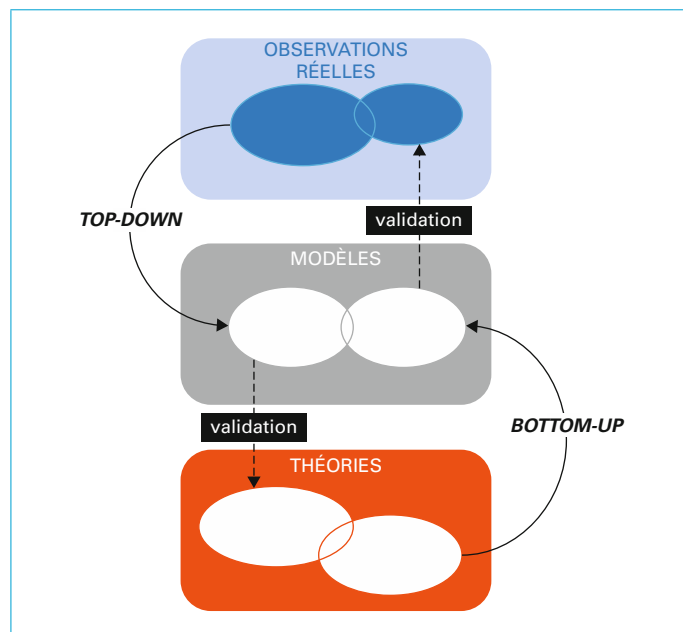 OBSERVATIONS
RÉELLES
TOP-DOWN
validation
MODÈLES
validation
BOTTOM-UP
THÉORIES